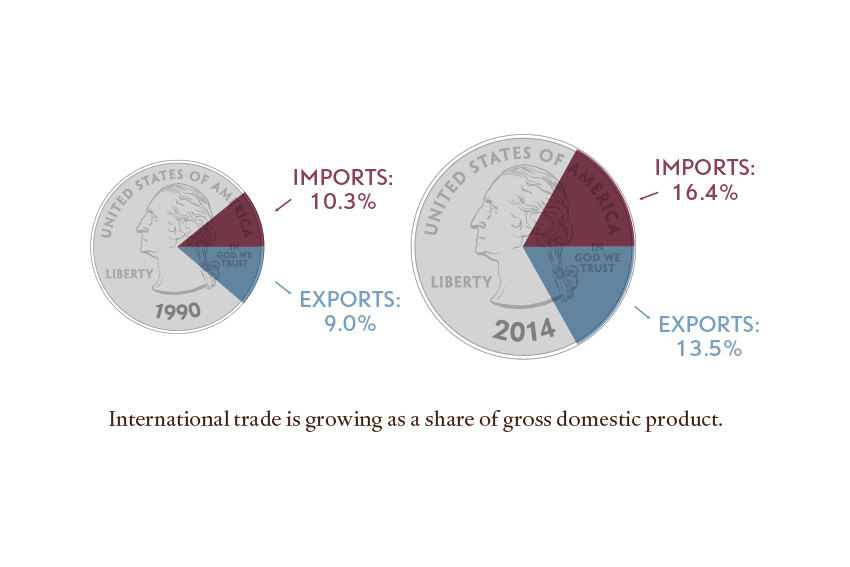 UNITED STATES OF AMERICA
LIBERTY
IN
GOD WE
TRUST
1990
IMPORTS:
10.3%
EXPORTS:
9.0%
UNITED STATES OF AMERICA
LIBERTY
IN
GOD WE
TRUST
2014
IMPORTS:
16.4%
EXPORTS:
13.5%
International trade is growing as a share of gross domestic product.